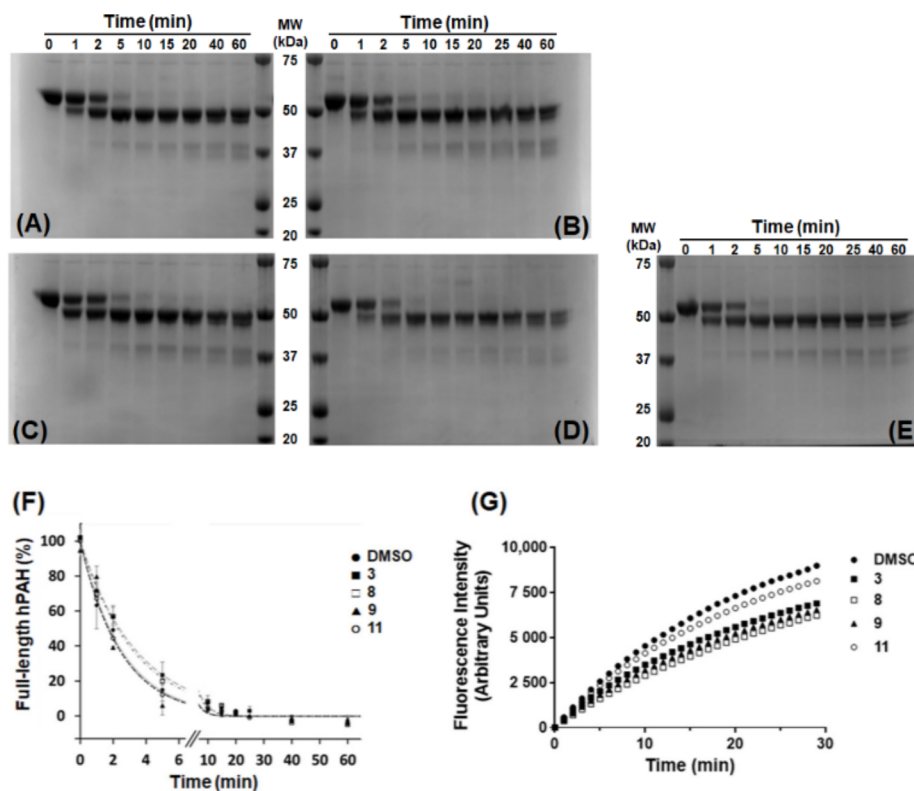 Time (min)
MW
(kDa)
Time (min)
0 1 2 5 10 15 20 40 60
0 1 2 5 10 15 20 25 40 60
75
50
37
25
20
(A)
(B)
MW
(kDa)
Time (min)
0 1 2 5 10 15 20 25 40 60
75
50
37
25
20
(C)
(D)
75
50
37
25
20
(E)
(F)
Full-length hPAH (%)
100
80
60
40
20
0
0 2 4 6 10 20 30 40 50 60
Time (min)
DMSO
3
8
9
11
(G)
Fluorescence Intensity
(Arbitrary Units)
10,000
7 500
5 000
2 500
0
0 10 20 30
Time (min)
DMSO
3
8
9
11